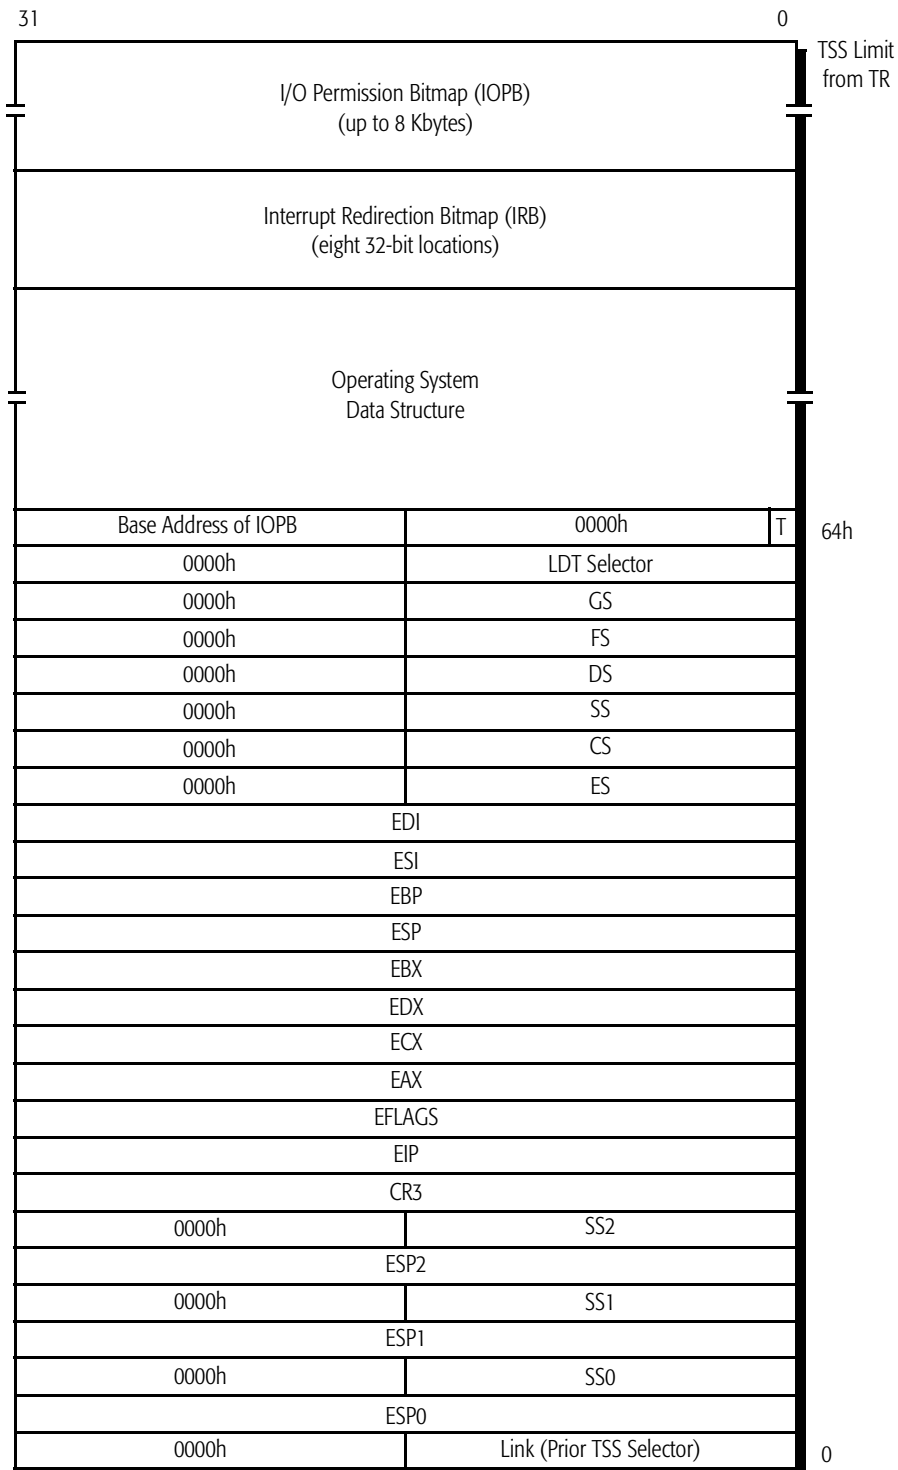 31 0
TSS Limit
from TR
I/O Permission Bitmap (IOPB)
(up to 8 Kbytes)
Interrupt Redirection Bitmap (IRB)
(eight 32-bit locations)
Operating System
Data Structure
Base Address of IOPB 0000h T 64h
0000h LDT Selector
0000h GS
0000h FS
0000h DS
0000h SS
0000h CS
0000h ES
EDI
ESI
EBP
ESP
EBX
EDX
ECX
EAX
EFLAGS
EIP
CR3
0000h SS2
ESP2
0000h SS1
ESP1
0000h SS0
ESP0
0000h Link (Prior TSS Selector) 0